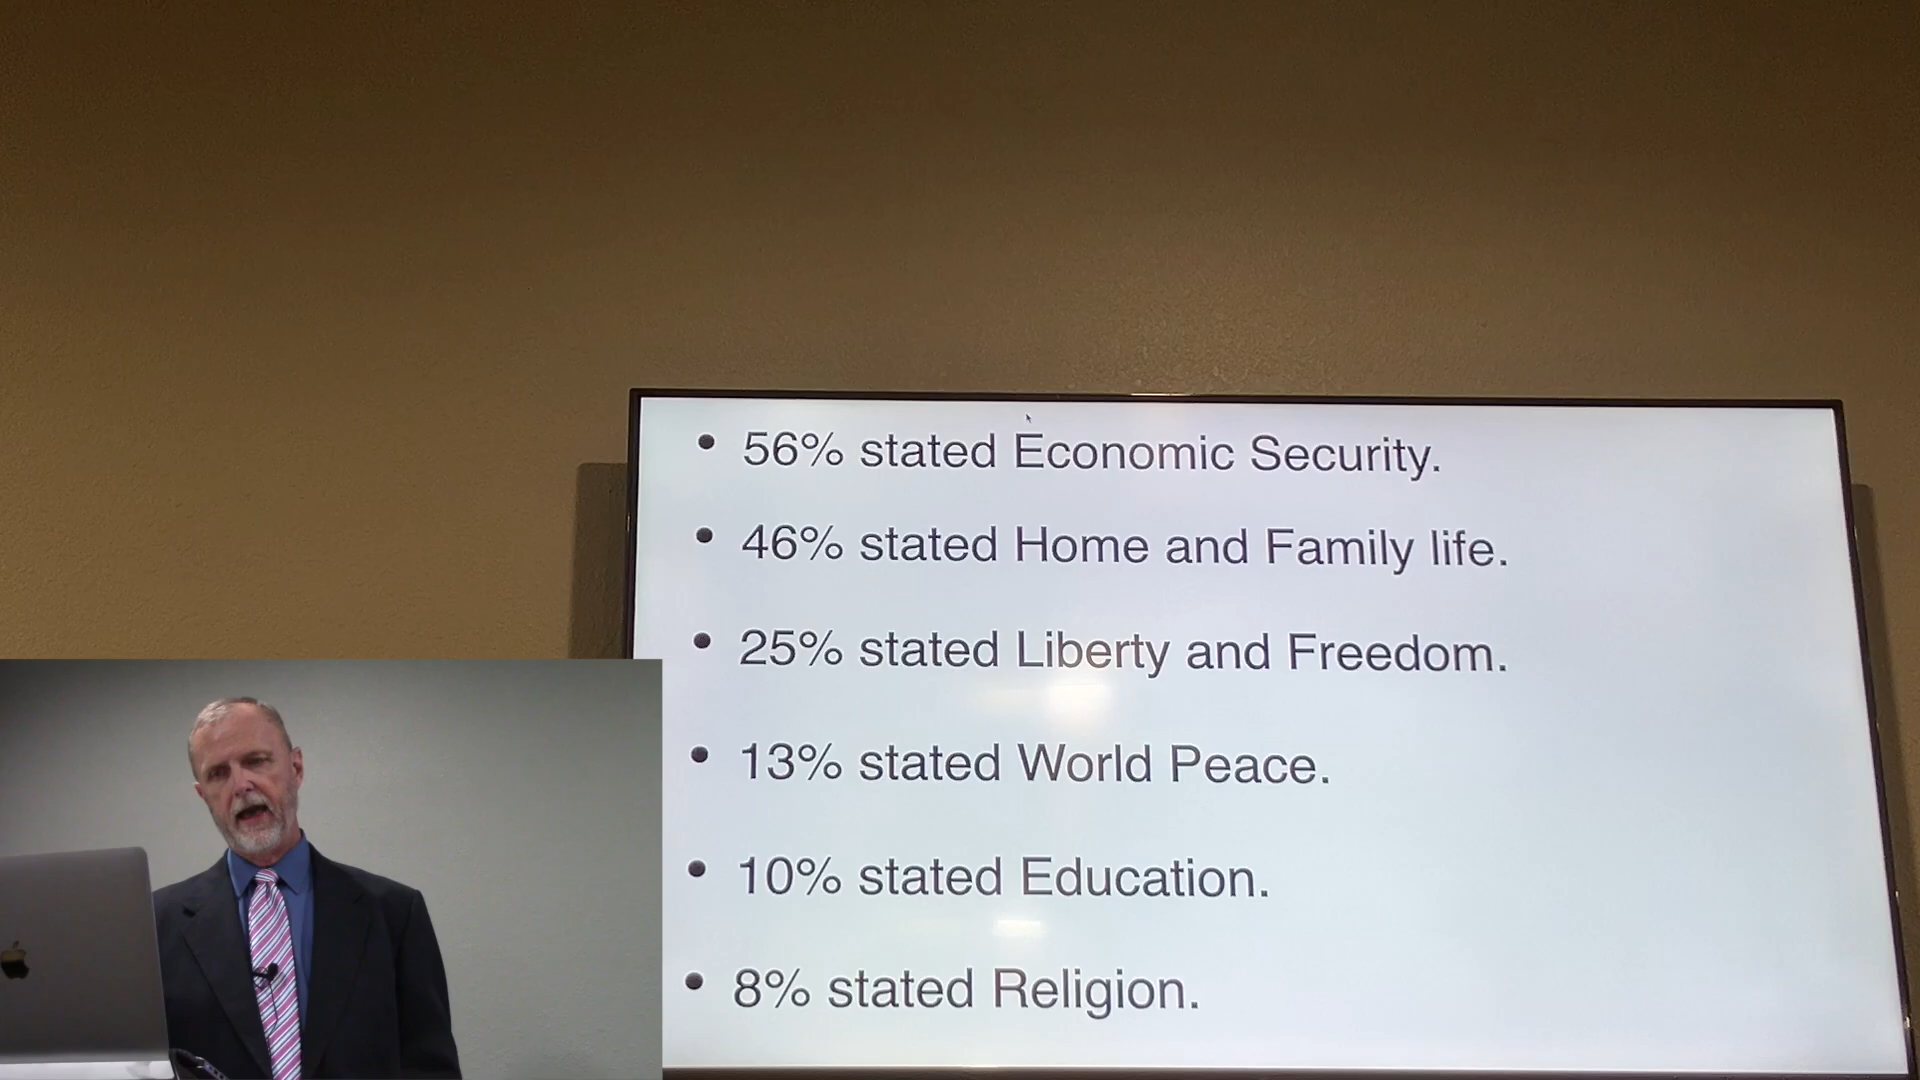 • 56% stated Economic Security.
• 46% stated Home and Family life.
• 25% stated Liberty and Freedom.
• 13% stated World Peace.
• 10% stated Education.
• 8% stated Religion.